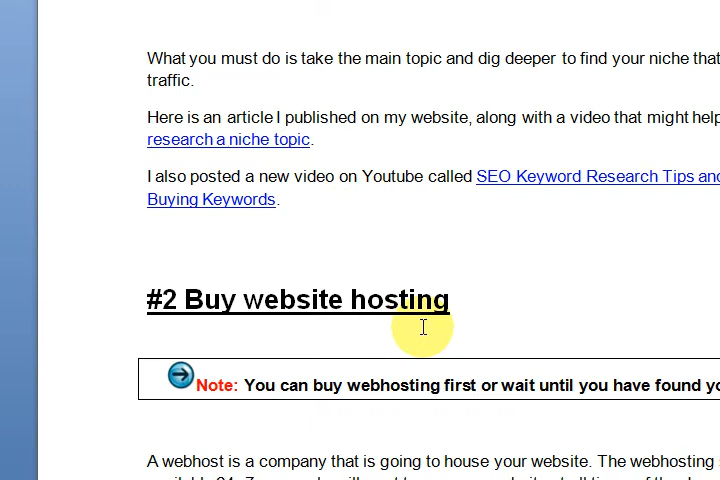 What you must do is take the main topic and dig deeper to find your niche that
traffic.
Here is an article I published on my website, along with a video that might help
research a niche topic.
I also posted a new video on Youtube called SEO Keyword Research Tips and
Buying Keywords.
#2 Buy website hosting
Note: You can buy webhosting first or wait until you have found
A webhost is a company that is going to house your website. The webhosting